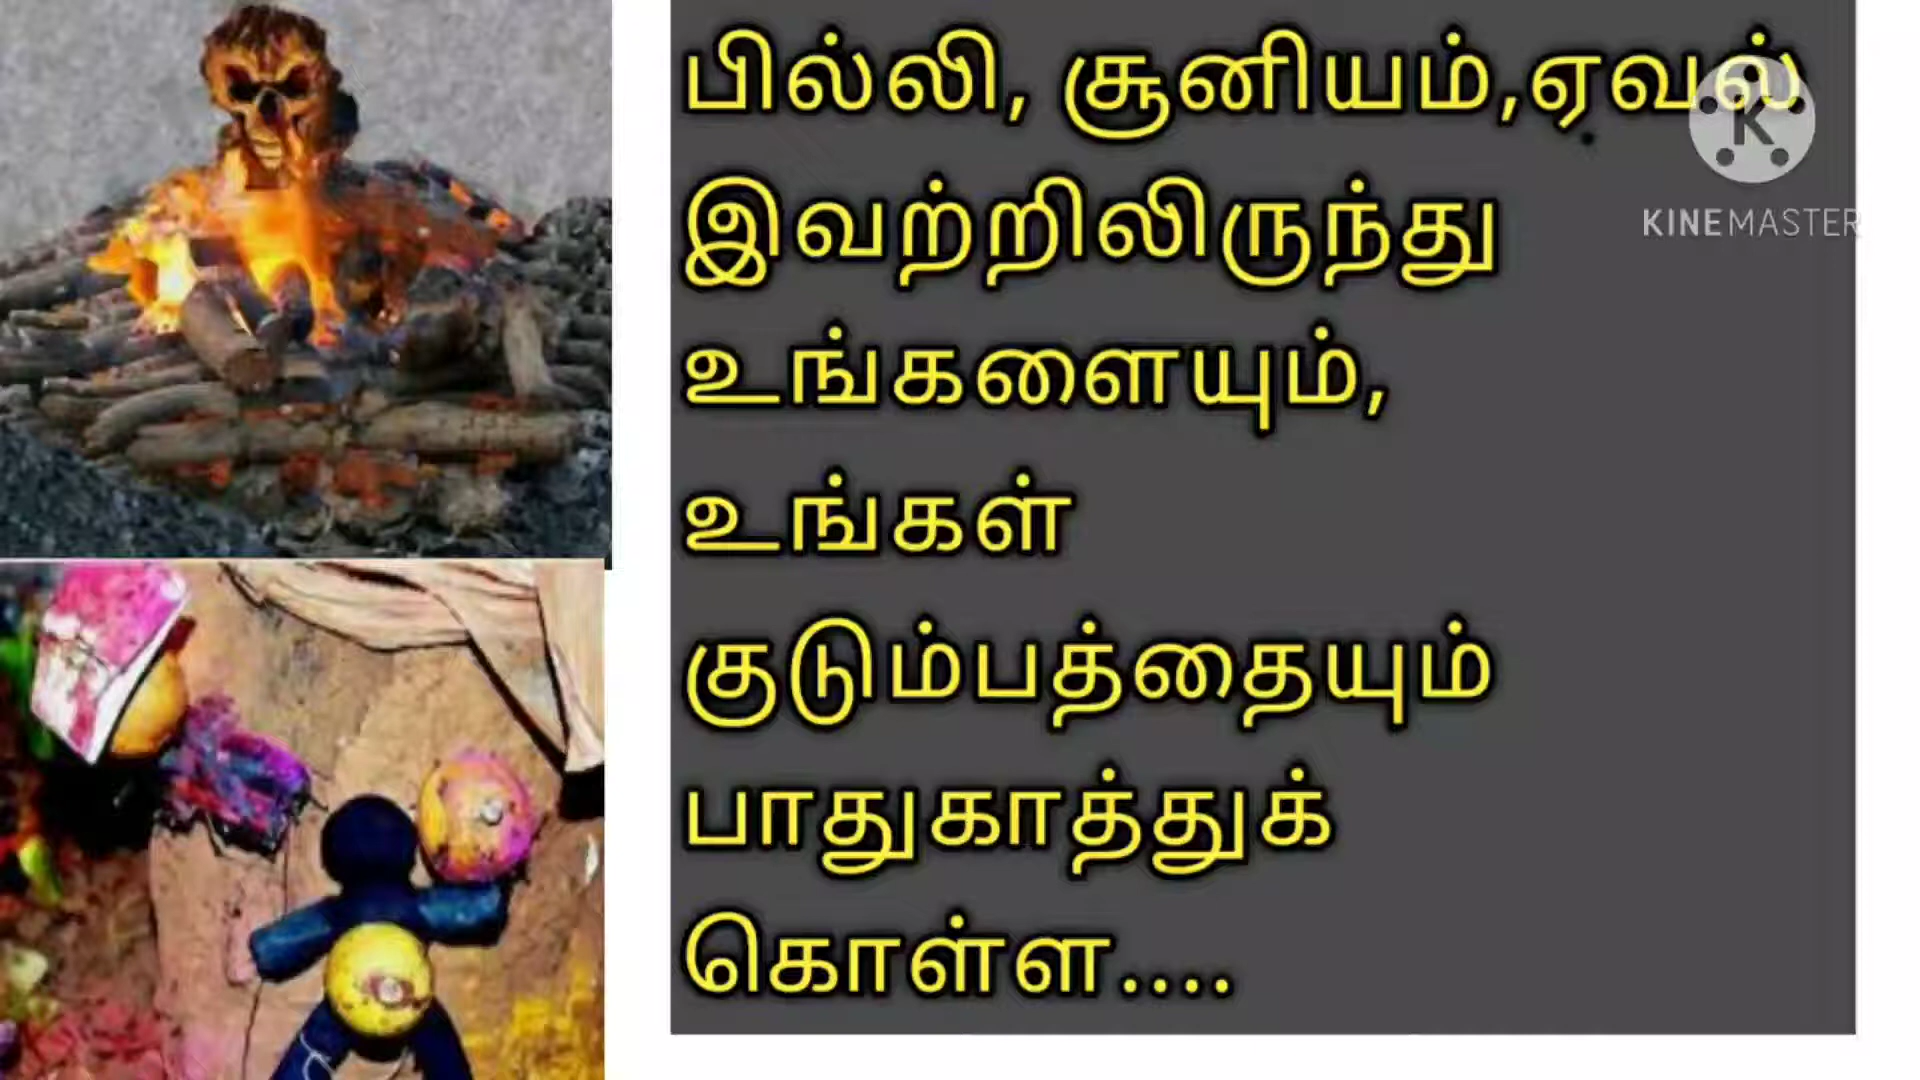 பில்லி, சூனியம்,ஏவல்
இவற்றிலிருந்து
உங்களையும்,
உங்கள்
குடும்பத்தையும்
பாதுகாத்துக்
கொள்ள....
KINEMASTER